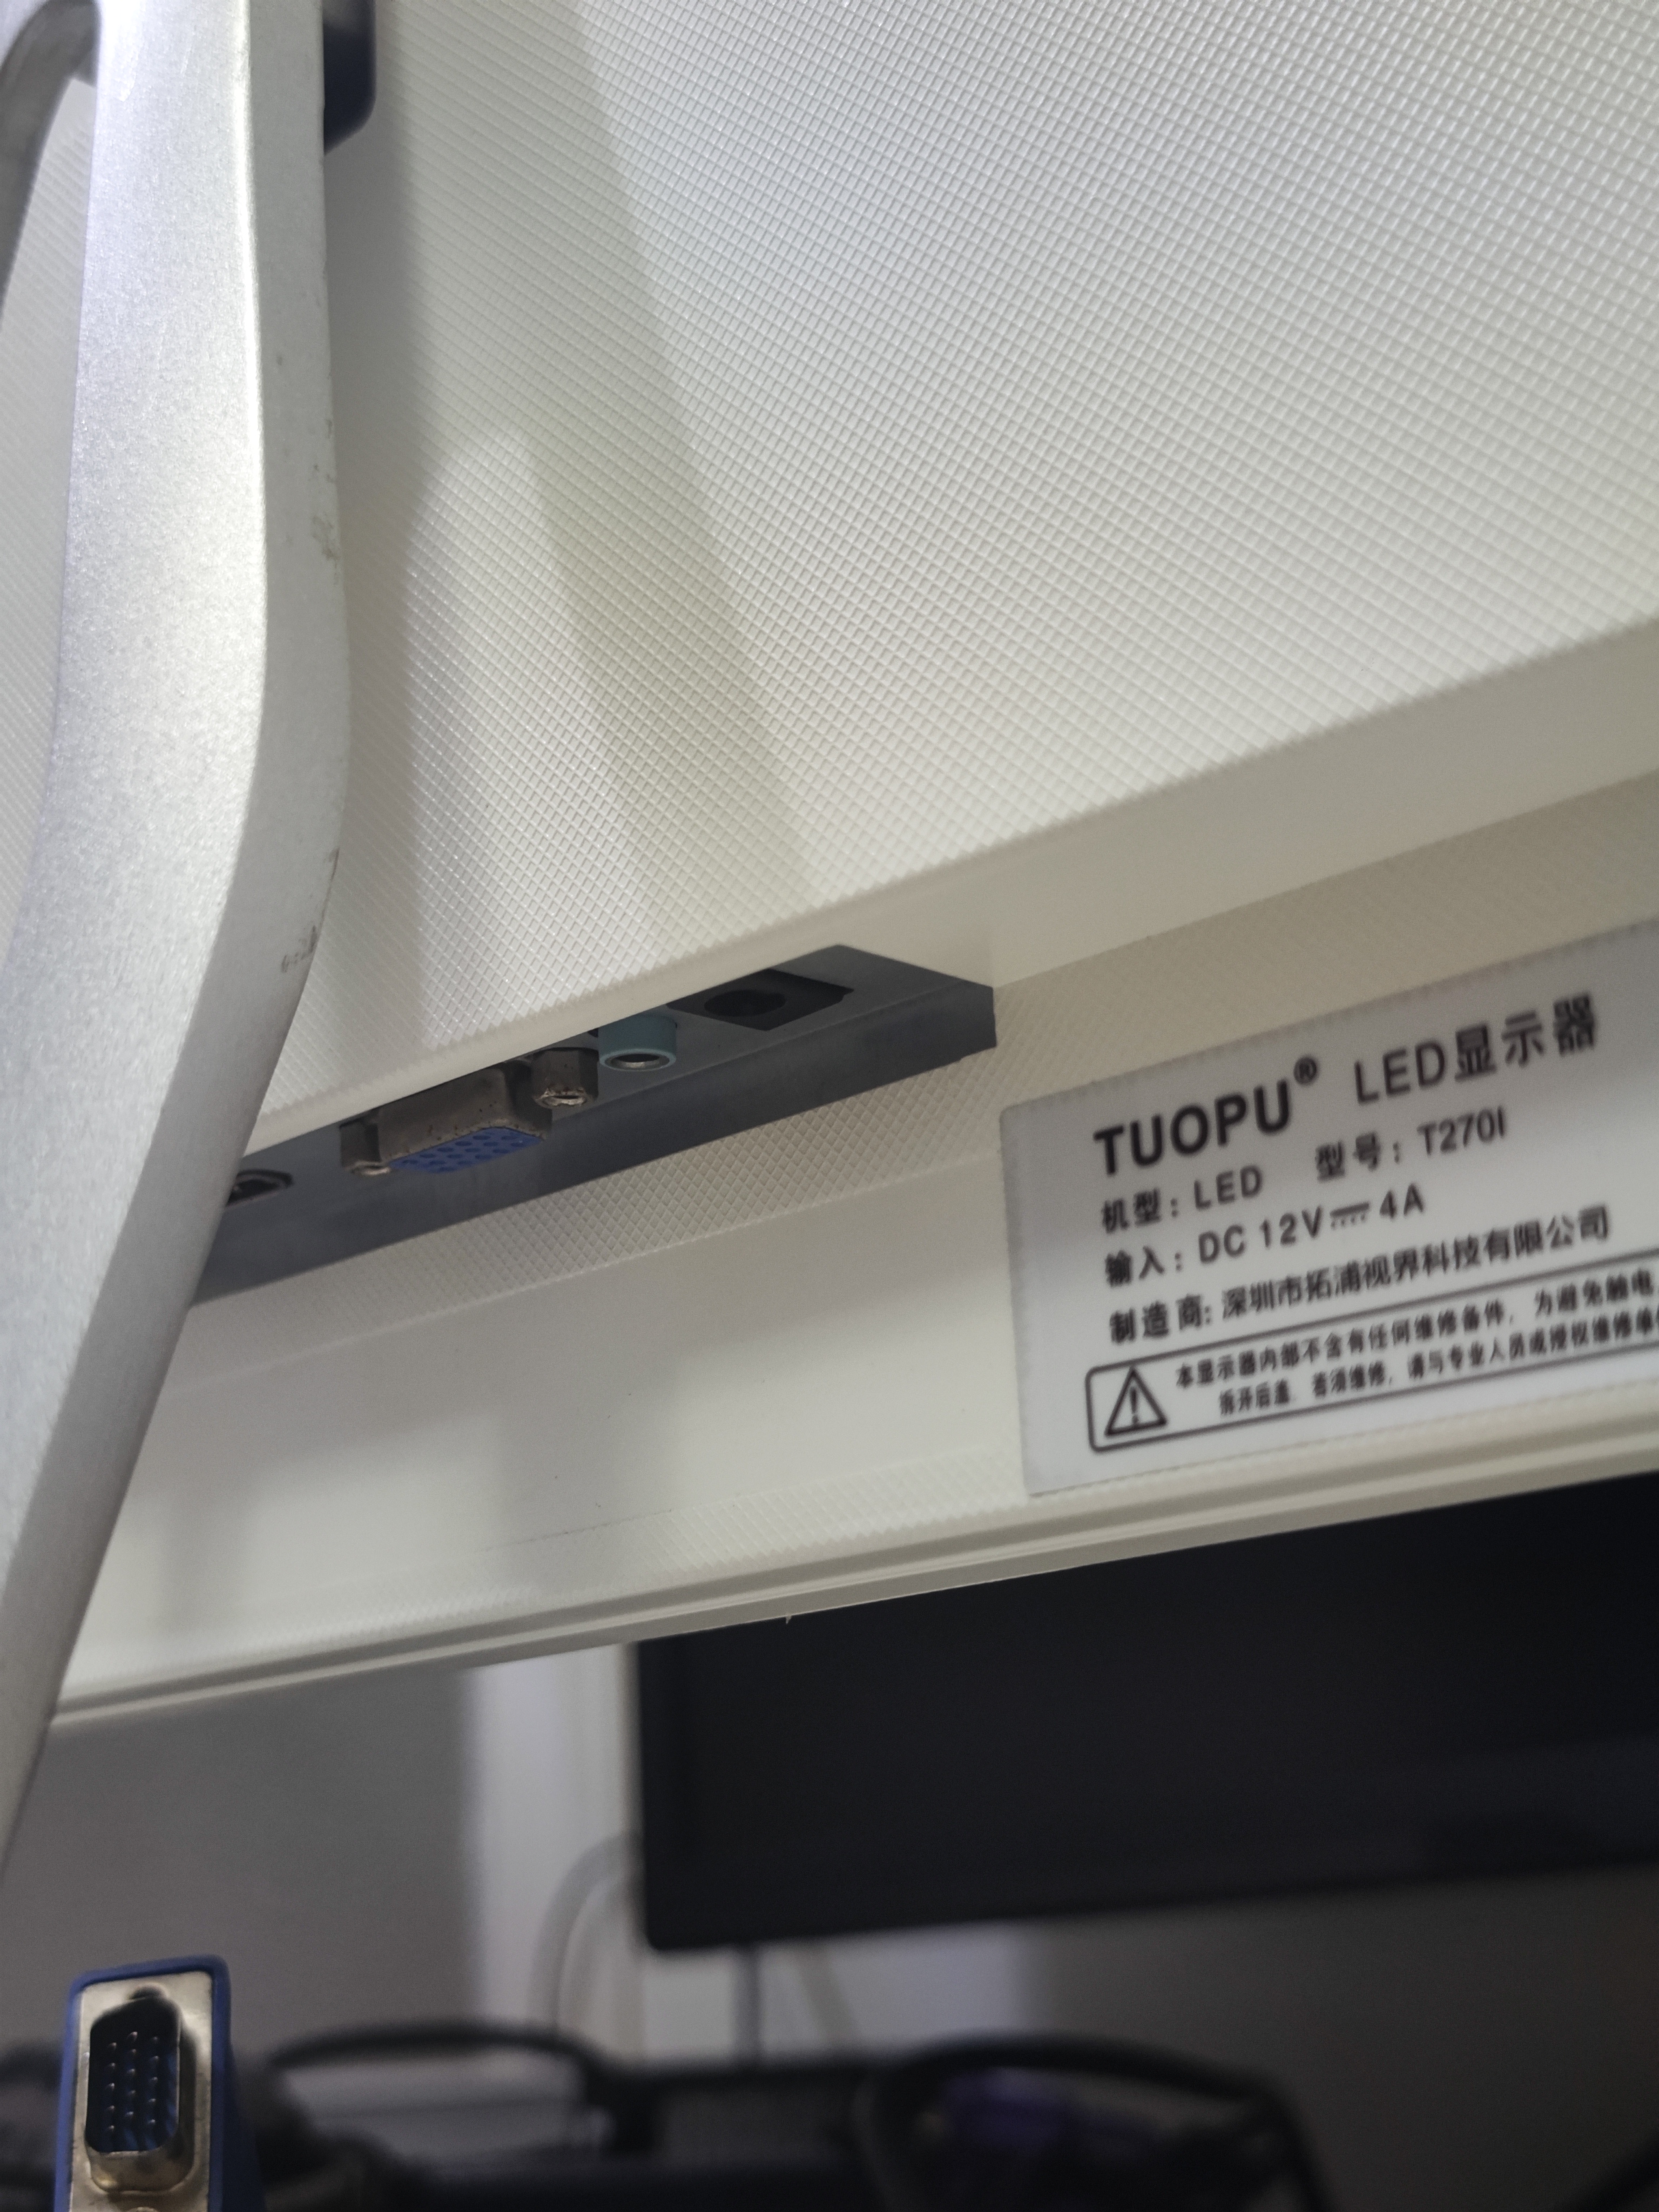 TUOPU® LED显示器
机型：LED 型号：T270I
输入：DC 12V⎓4A
制造商：深圳市拓浦视界科技有限公司
本显示器内部不含有任何维修备件，为避免触电
拆开后盖，若须维修，请与专业人员或授权维修单